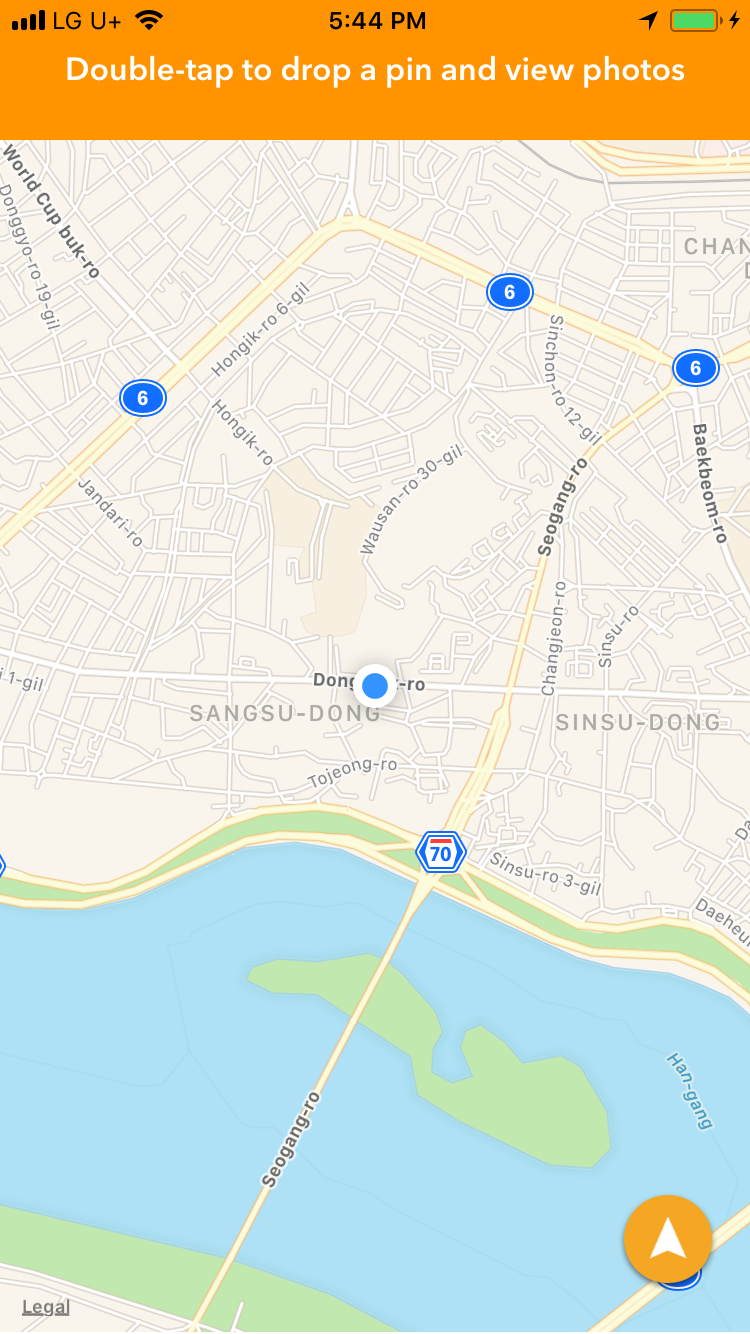 LG U+
5:44 PM
Double-tap to drop a pin and view photos
World Cup buk-ro
Donggyo-ro 19-gil
CHAN
6
Hongik-ro 6-gil
Sinchon-ro 12-gil
6
6
Hongik-ro
Baekbeom-ro
Wausan-ro 30-gil
Seogang-ro
Jandari-ro
Changjeon-ro
Sinsu-ro
1-gil
-ro
SANGSU-DONG
SINSU-DONG
Tojeong-ro
70
Sinsu-ro 3-gil
Daeheu
Han-gang
Seogang-ro
Legal